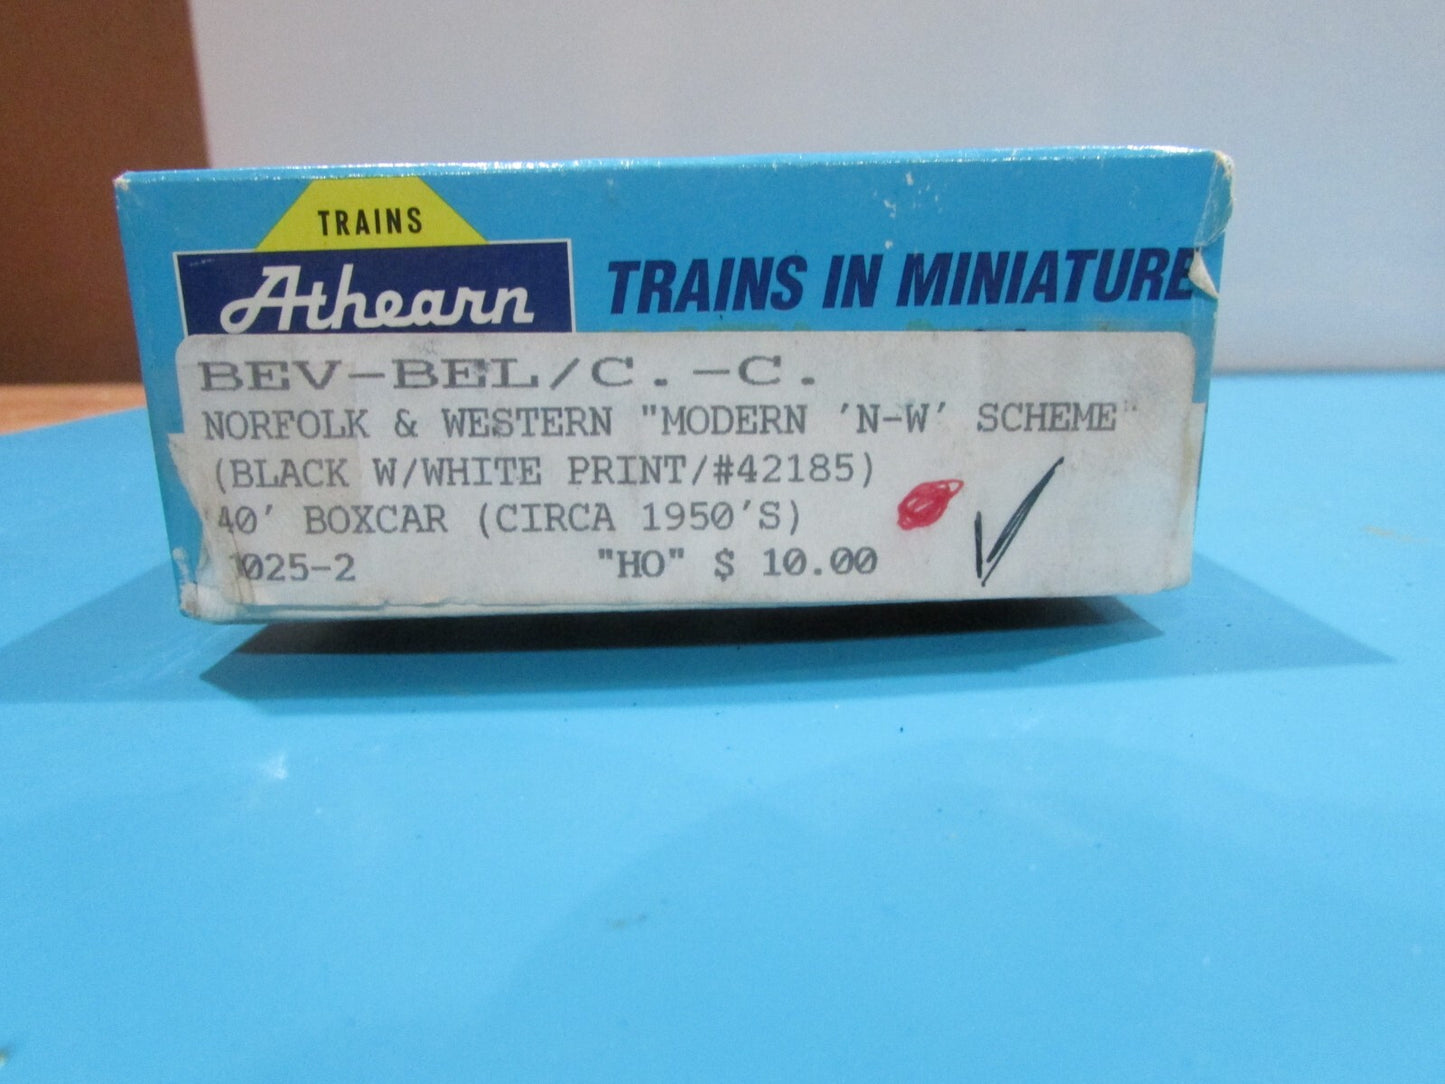 TRAINS
Athearn
TRAINS IN MINIATURE
BEV-BEL/C.-C.
NORFOLK & WESTERN "MODERN 'N-W' SCHEME"
(BLACK W/WHITE PRINT/#42185)
40' BOXCAR (CIRCA 1950'S)
1025-2 "HO" $ 10.00